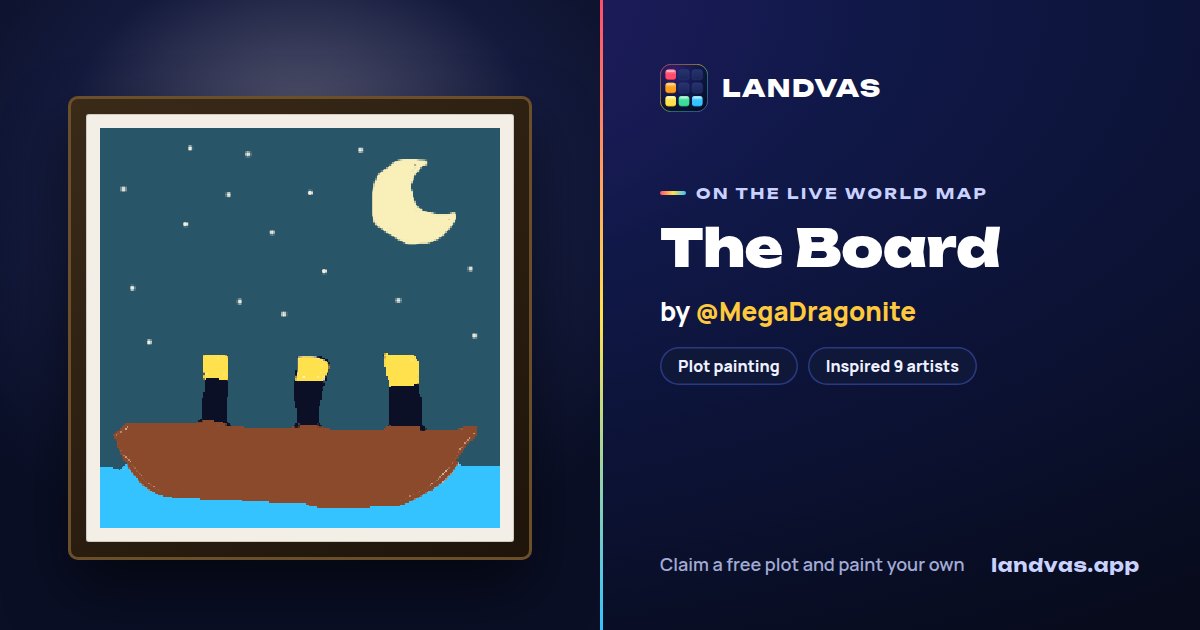 LANDVAS
ON THE LIVE WORLD MAP
The Board
by @MegaDragonite
Plot painting
Inspired 9 artists
Claim a free plot and paint your own
landvas.app